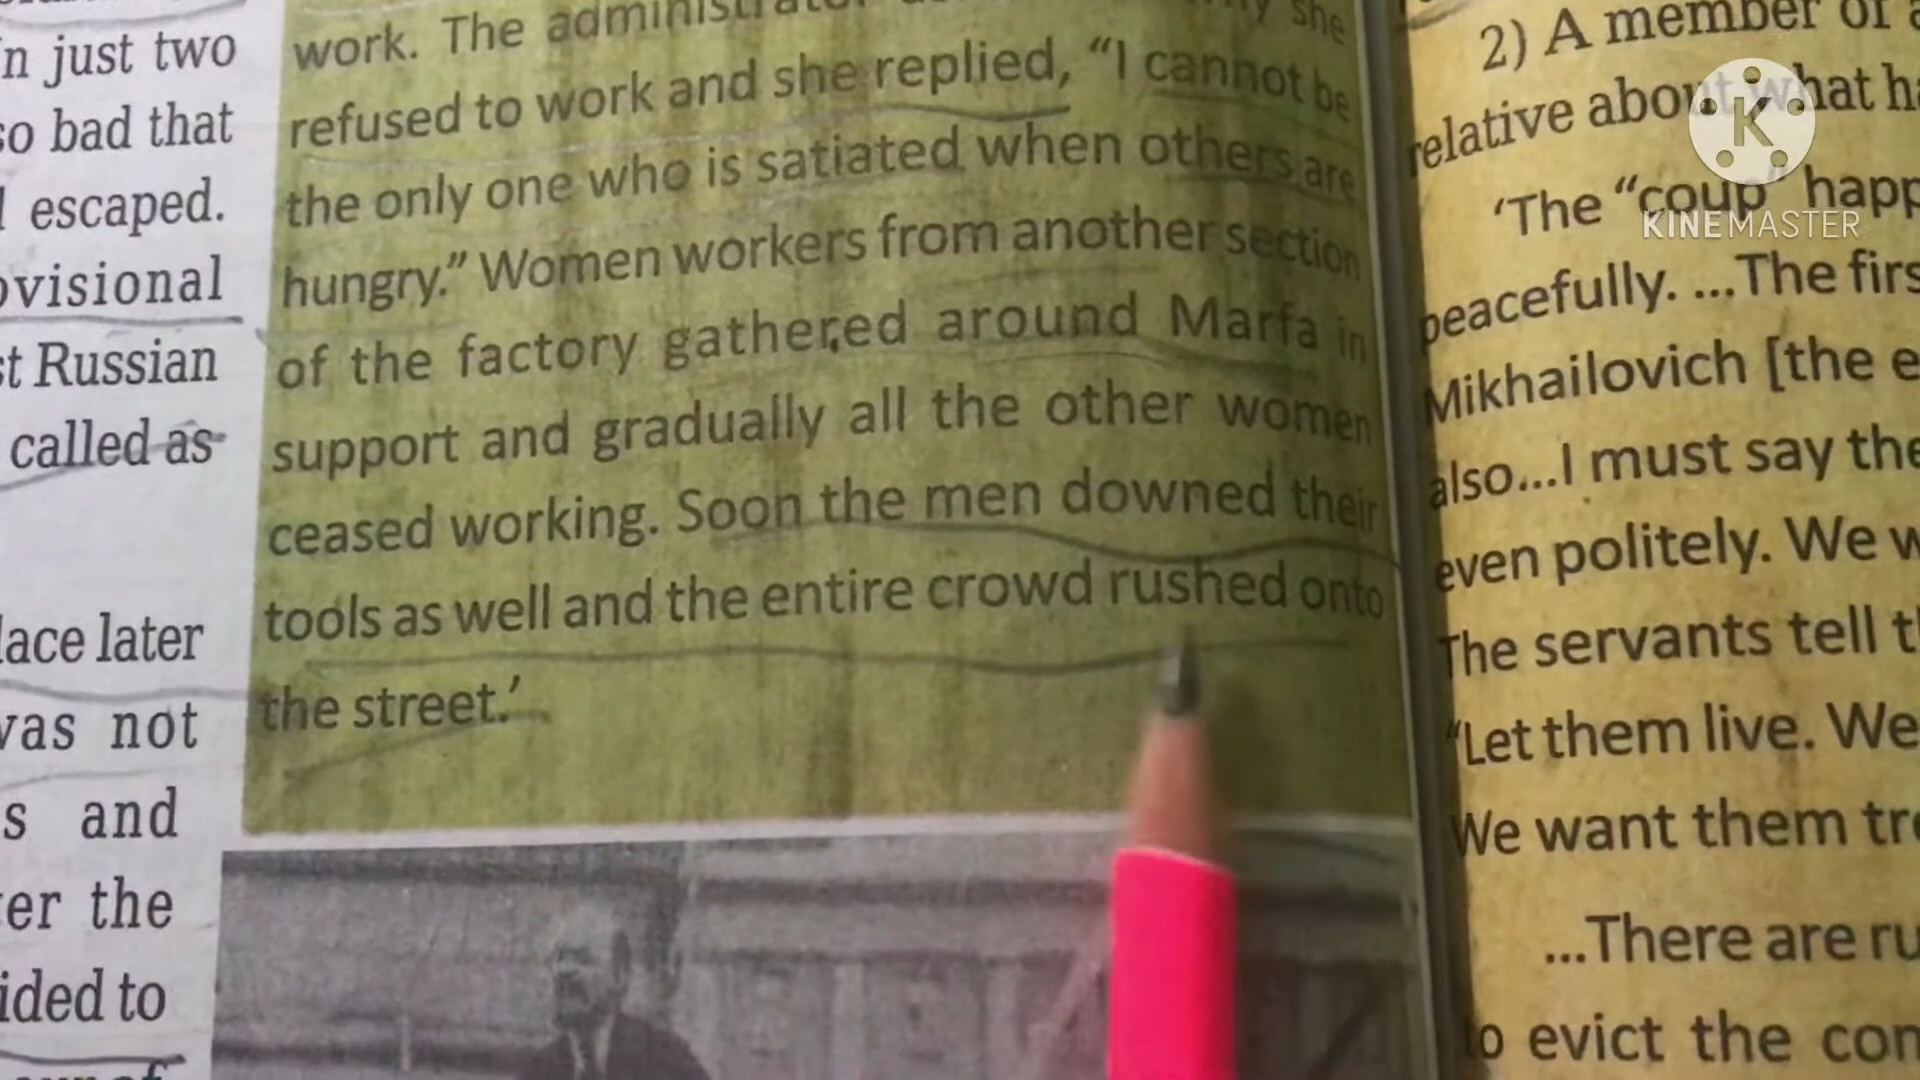 n just two
so bad that
escaped.
ovisional
st Russian
called as
lace later
was not
s and
er the
ided to
work. The administrator she
refused to work and she replied, “I cannot be
the only one who is satiated when others are
hungry.” Women workers from another section
of the factory gathered around Marfa in
support and gradually all the other women
ceased working. Soon the men downed their
tools as well and the entire crowd rushed onto
the street.’
2) A member of a
relative about what ha
‘The “coup” happ
peacefully. ...The firs
Mikhailovich [the e
also...I must say the
even politely. We w
The servants tell t
“Let them live. We
We want them tre
...There are ru
to evict the con
K
KINEMASTER